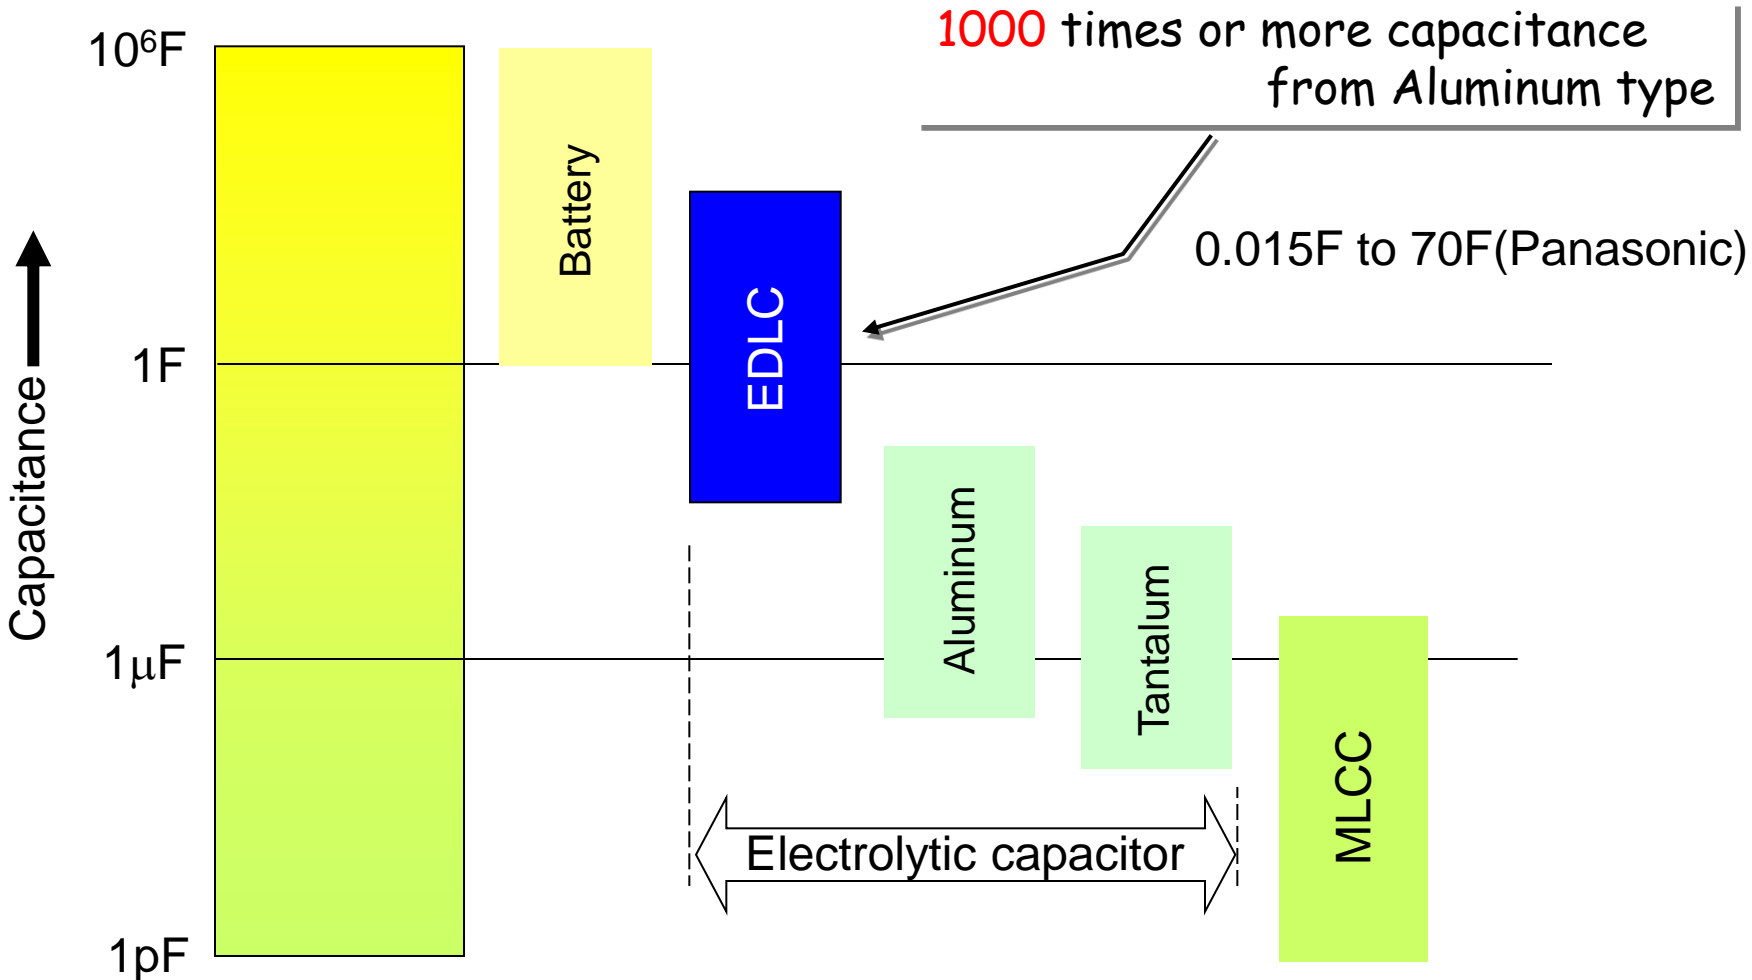 1000 times or more capacitance
from Aluminum type
10⁶F
Battery
0.015F to 70F(Panasonic)
EDLC
1F
Capacitance
Aluminum
Tantalum
1μF
MLCC
Electrolytic capacitor
1pF